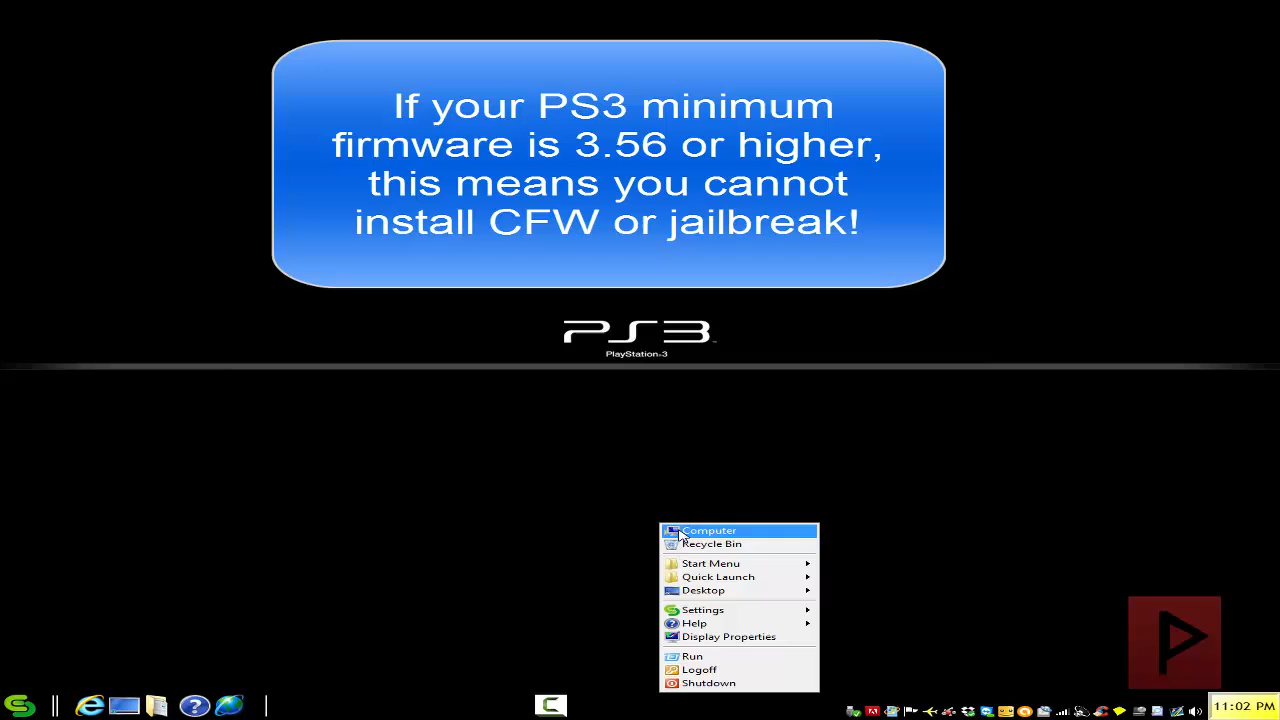 If your PS3 minimum
firmware is 3.56 or higher,
this means you cannot
install CFW or jailbreak!
PS3
PlayStation®3
Computer
Recycle Bin
Start Menu
Quick Launch
Desktop
Settings
Help
Display Properties
Run
Logoff
Shutdown
11:02 PM